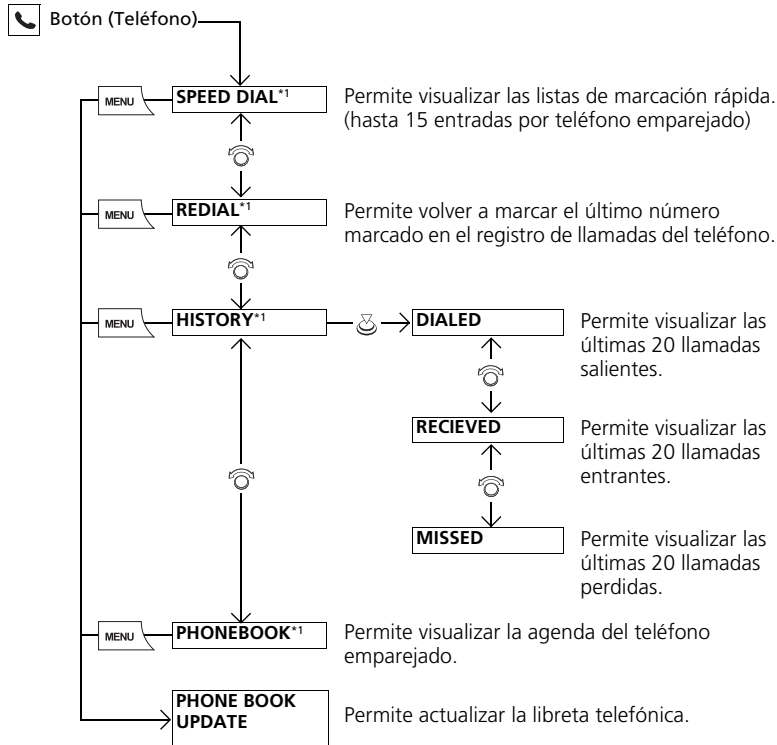 Botón (Teléfono)
MENU
SPEED DIAL*1
Permite visualizar las listas de marcación rápida.
(hasta 15 entradas por teléfono emparejado)
MENU
REDIAL*1
Permite volver a marcar el último número
marcado en el registro de llamadas del teléfono.
MENU
HISTORY*1
DIALED
Permite visualizar las
últimas 20 llamadas
salientes.
RECIEVED
Permite visualizar las
últimas 20 llamadas
entrantes.
MISSED
Permite visualizar las
últimas 20 llamadas
perdidas.
MENU
PHONEBOOK*1
Permite visualizar la agenda del teléfono
emparejado.
PHONE BOOK
UPDATE
Permite actualizar la libreta telefónica.